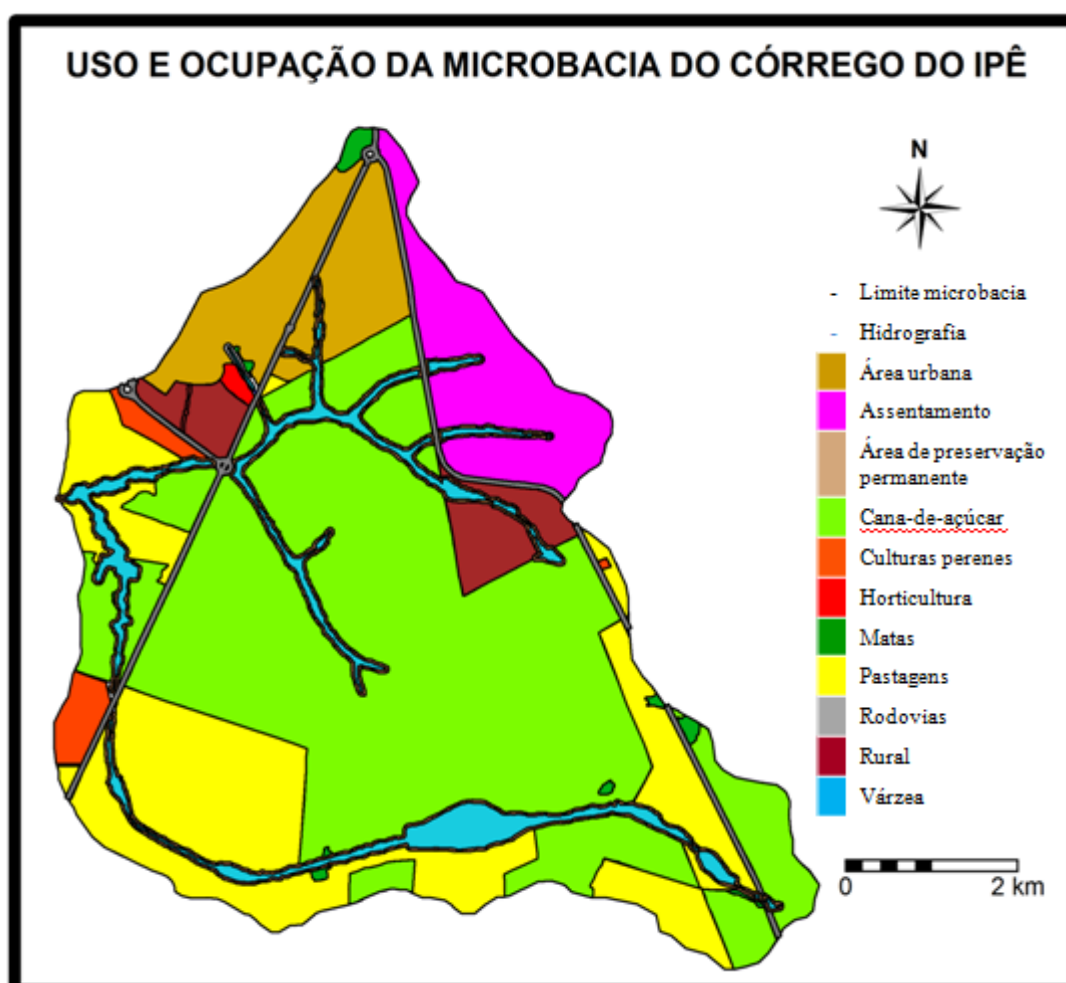 USO E OCUPAÇÃO DA MICROBACIA DO CÓRREGO DO IPÊ
N
- Limite microbacia
- Hidrografia
Área urbana
Assentamento
Área de preservação
permanente
Cana-de-açúcar
Culturas perenes
Horticultura
Matas
Pastagens
Rodovias
Rural
Várzea
0 2 km